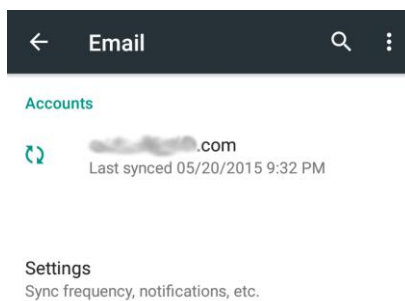 Email
Accounts
.com
Last synced 05/20/2015 9:32 PM
Settings
Sync frequency, notifications, etc.